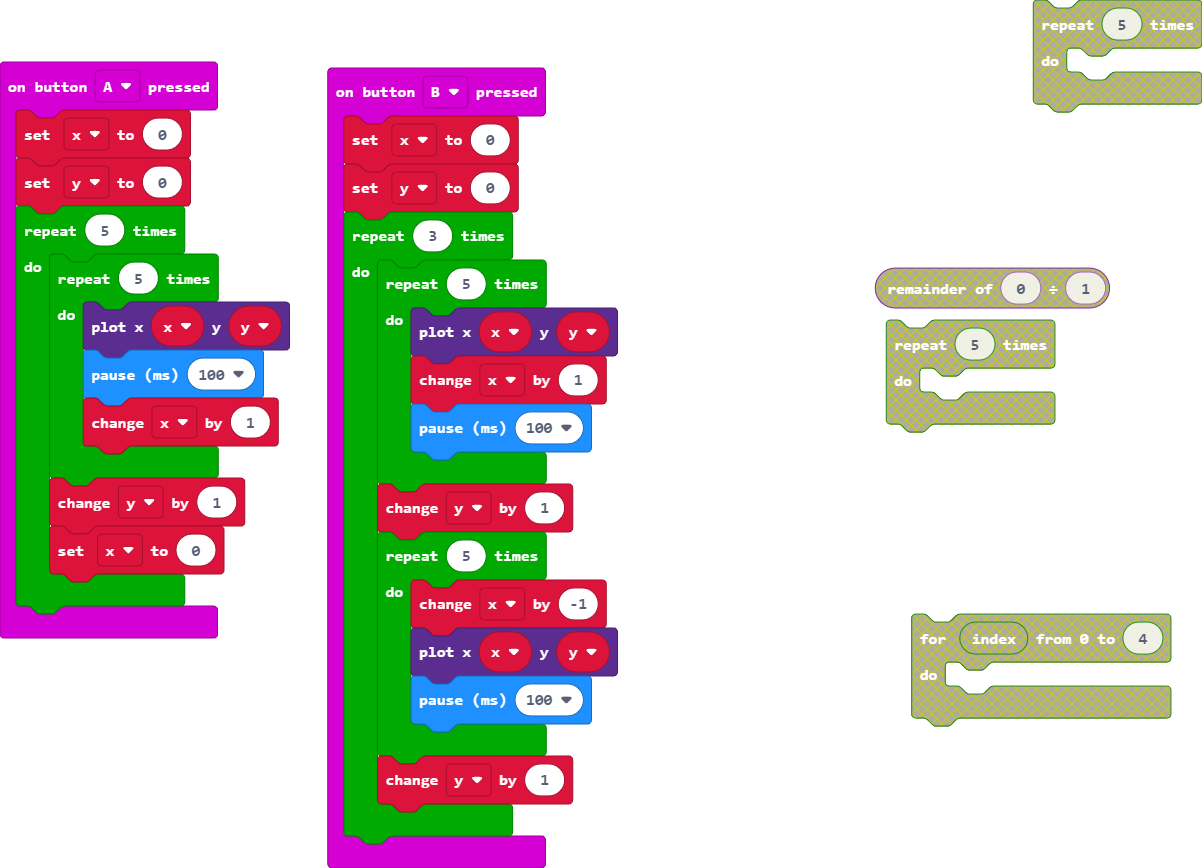 on button A pressed
set x to 0
set y to 0
repeat 5 times
do
repeat 5 times
do
plot x x y y
pause (ms) 100
change x by 1
change y by 1
set x to 0
on button B pressed
set x to 0
set y to 0
repeat 3 times
do
repeat 5 times
do
plot x x y y
change x by 1
pause (ms) 100
change y by 1
repeat 5 times
do
change x by -1
plot x x y y
pause (ms) 100
change y by 1
repeat 5 times
do
remainder of 0 ÷ 1
repeat 5 times
do
for index from 0 to 4
do